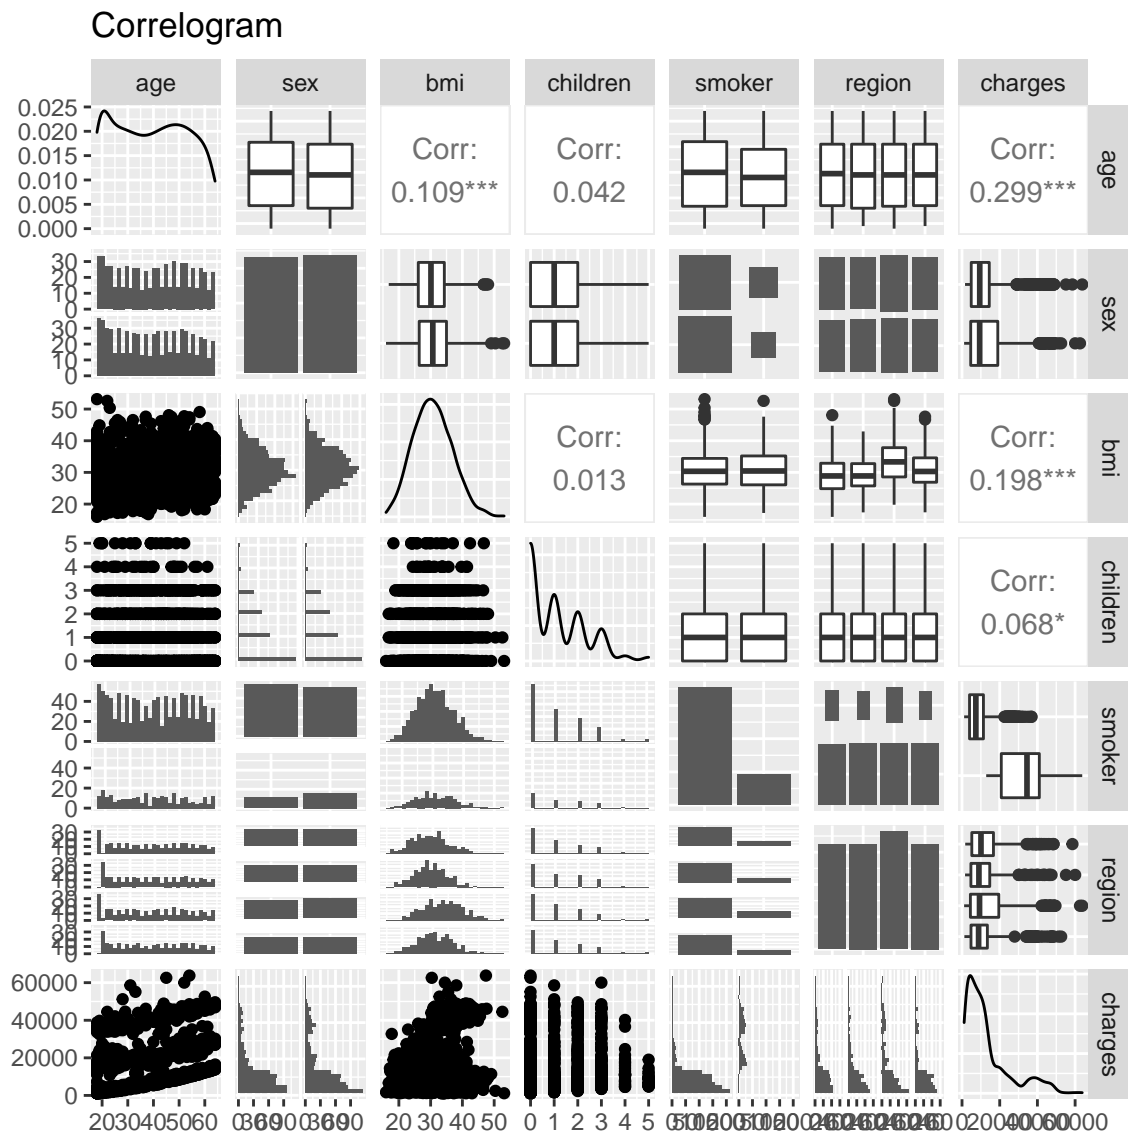 Correlogram
age sex bmi children smoker region charges
0.025
0.020
0.015
0.010
0.005
0.000
Corr:
0.109***
Corr:
0.042
Corr:
0.299***
age
30
20
10
0
30
20
10
0
sex
50
40
30
20
Corr:
0.013
Corr:
0.198***
bmi
5
4
3
2
1
0
Corr:
0.068*
children
40
20
0
40
20
0
smoker
region
60000
40000
20000
0
charges
20 30 40 50 60
20 30 40 50
0 1 2 3 4 5